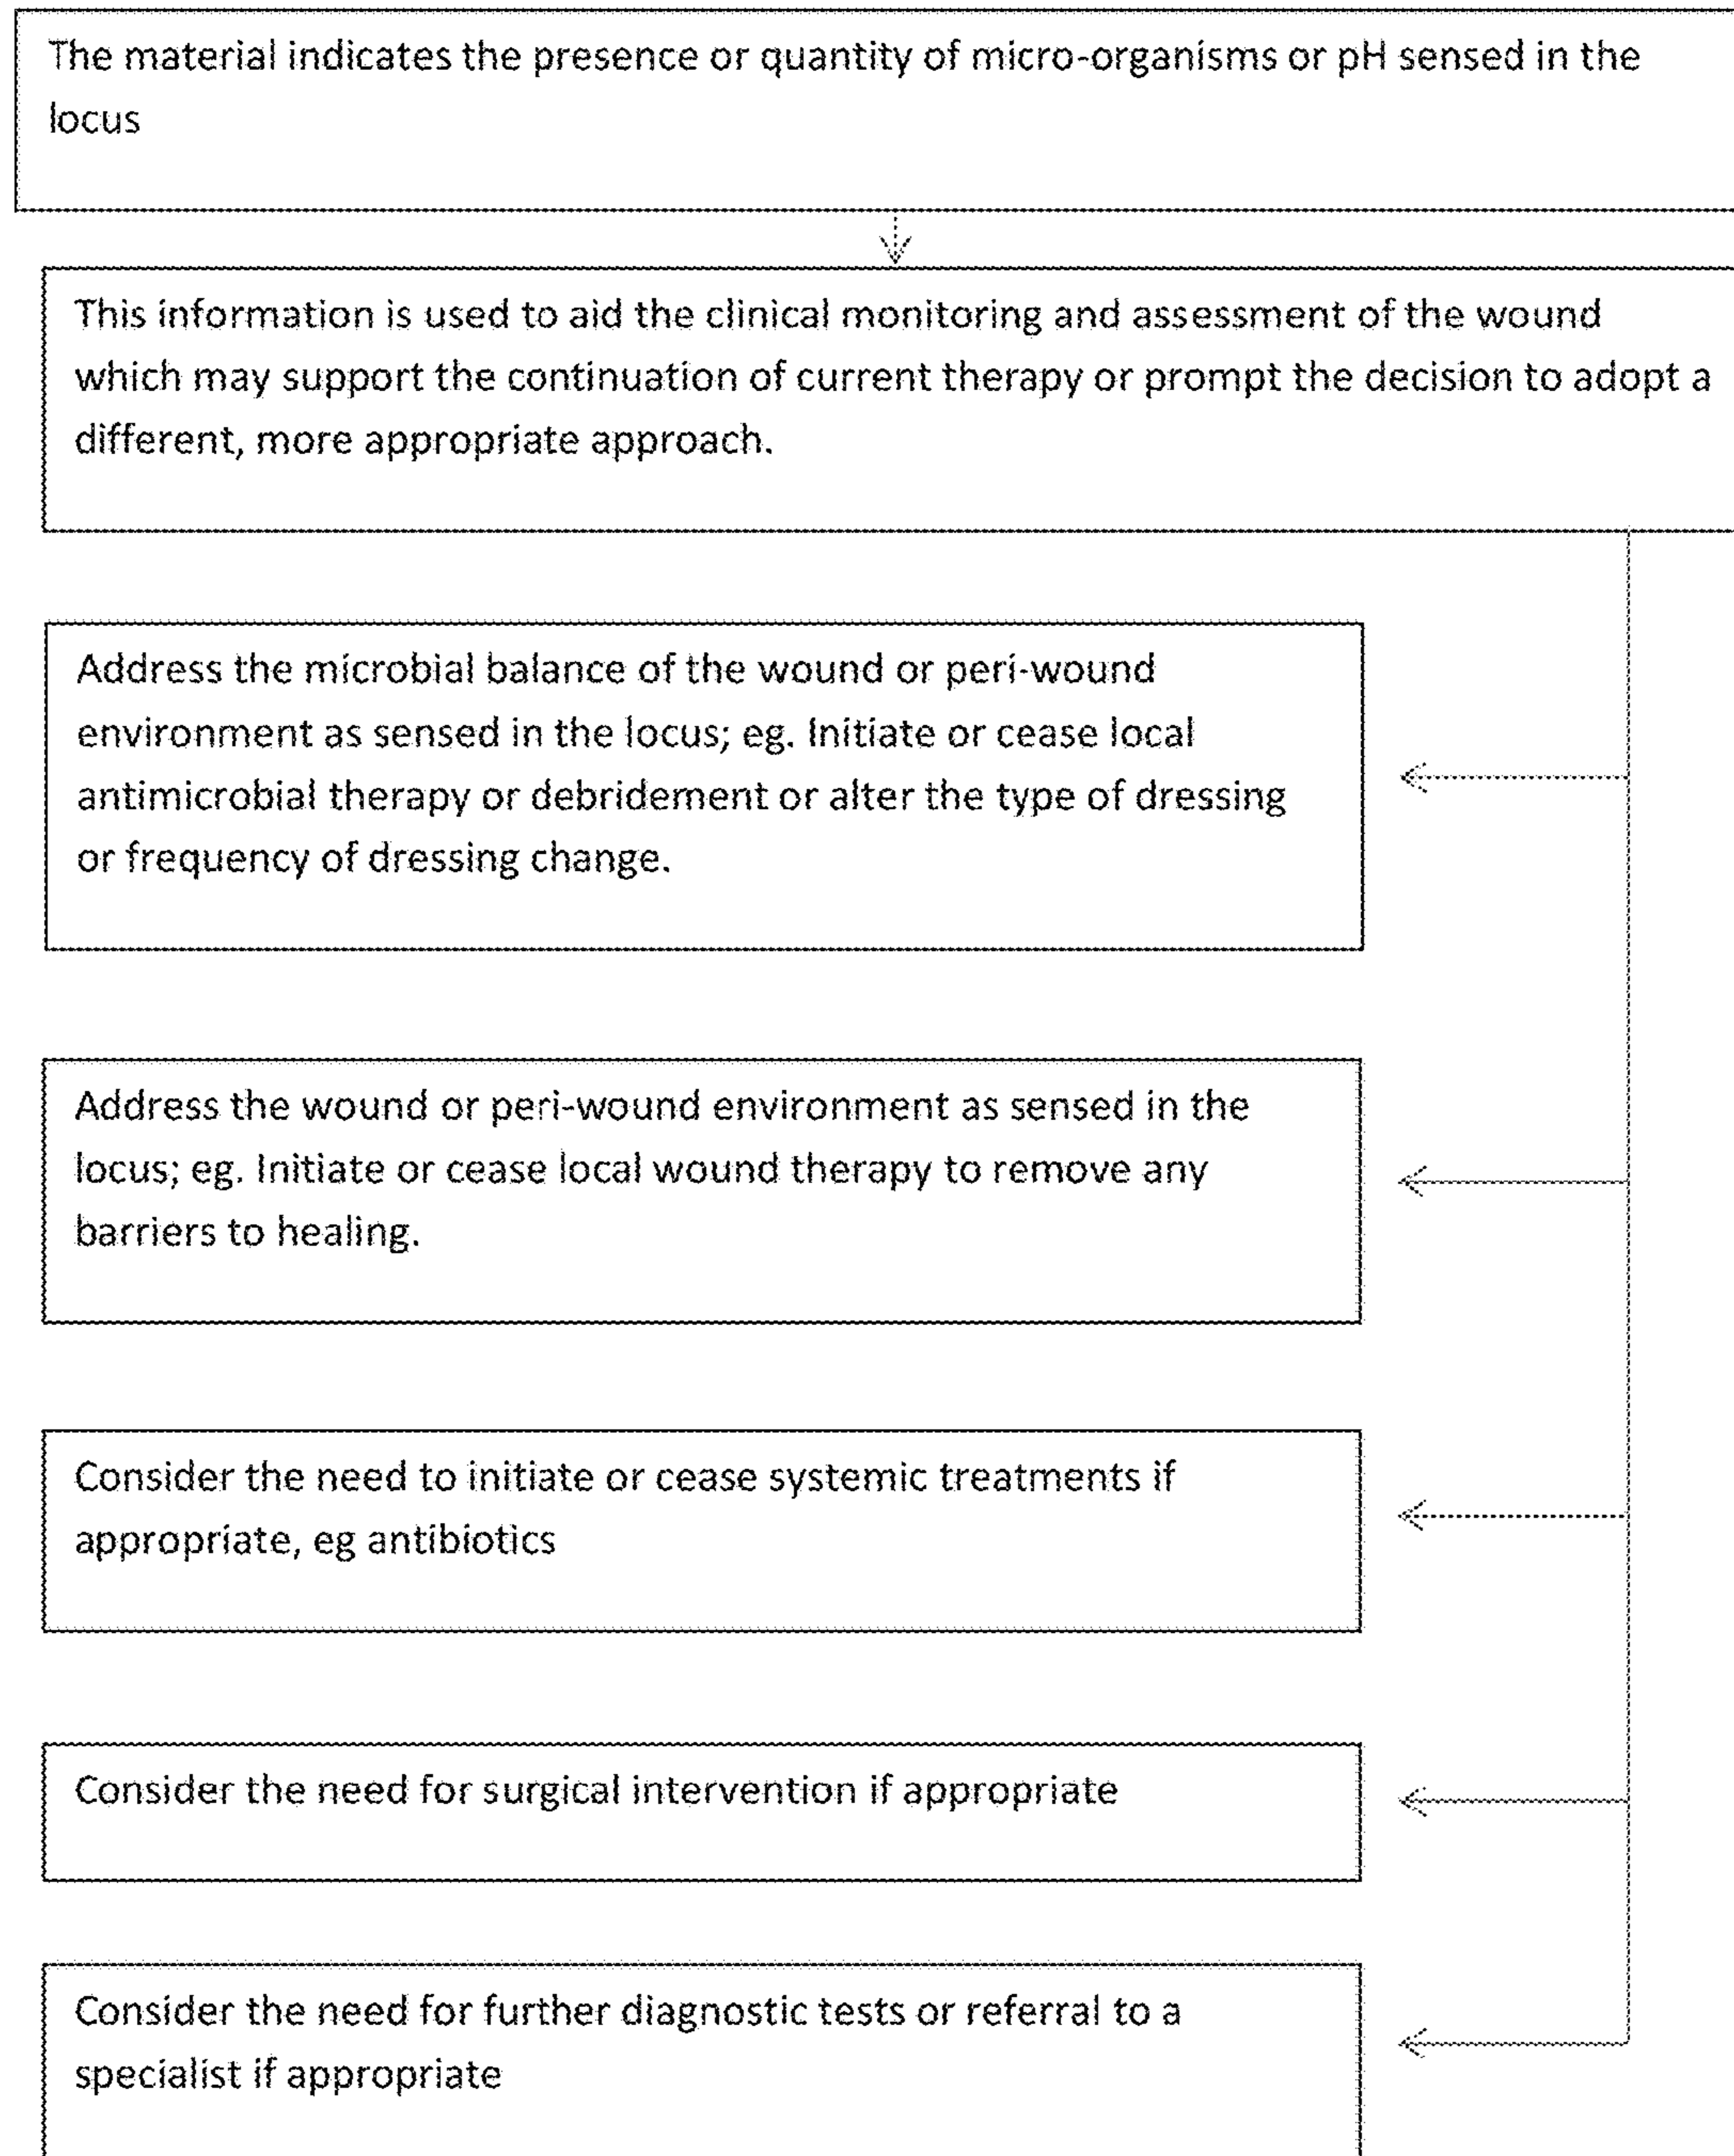 The material indicates the presence or quantity of micro-organisms or pH sensed in the
locus
This information is used to aid the clinical monitoring and assessment of the wound
which may support the continuation of current therapy or prompt the decision to adopt a
different, more appropriate approach.
Address the microbial balance of the wound or peri-wound
environment as sensed in the locus; eg. Initiate or cease local
antimicrobial therapy or debridement or alter the type of dressing
or frequency of dressing change.
Address the wound or peri-wound environment as sensed in the
locus; eg. Initiate or cease local wound therapy to remove any
barriers to healing.
Consider the need to initiate or cease systemic treatments if
appropriate, eg antibiotics
Consider the need for surgical intervention if appropriate
Consider the need for further diagnostic tests or referral to a
specialist if appropriate